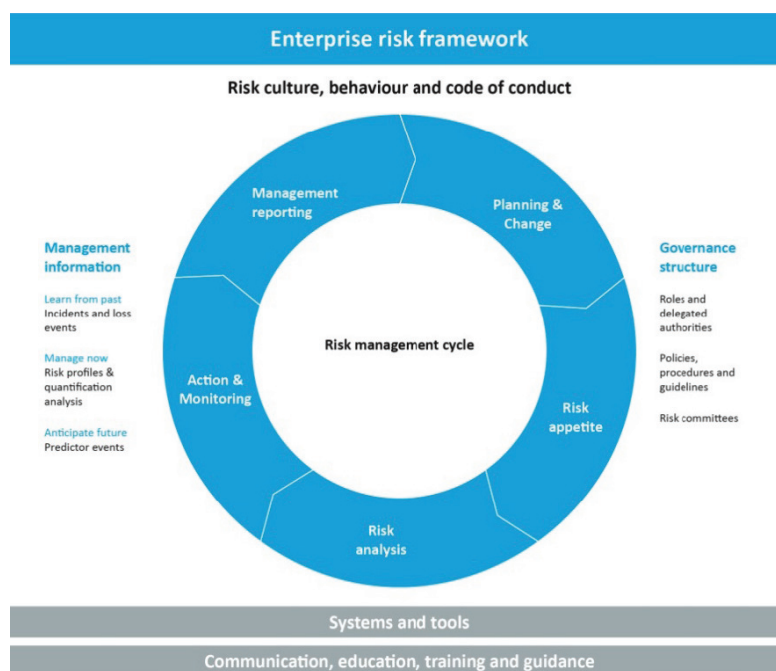 Enterprise risk framework
Risk culture, behaviour and code of conduct
Management
reporting
Planning &
Change
Management
information
Learn from past
Incidents and loss
events
Manage now
Risk profiles &
quantification
analysis
Anticipate future
Predictor events
Action &
Monitoring
Risk management cycle
Risk
appetite
Risk
analysis
Governance
structure
Roles and
delegated
authorities
Policies,
procedures and
guidelines
Risk committees
Systems and tools
Communication, education, training and guidance